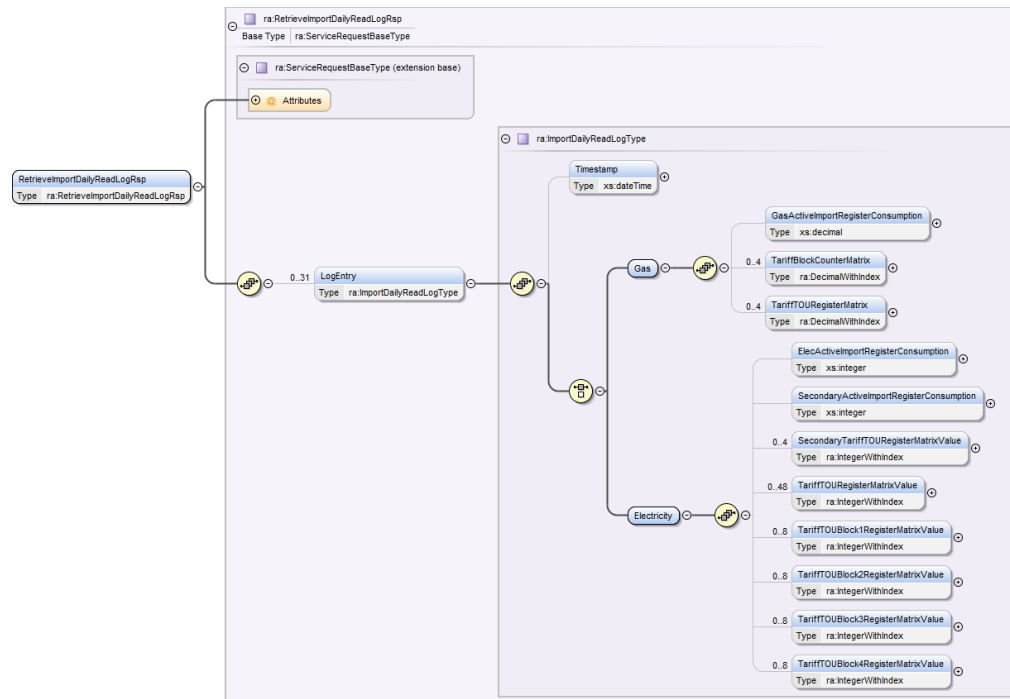 ra:RetrieveImportDailyReadLogRsp
Base Type ra:ServiceRequestBaseType
ra:ServiceRequestBaseType (extension base)
@ Attributes
ra:ImportDailyReadLogType
RetrieveImportDailyReadLogRsp
Type ra:RetrieveImportDailyReadLogRsp
0..31
LogEntry
Type ra:ImportDailyReadLogType
Timestamp
Type xs:dateTime
Gas
GasActiveImportRegisterConsumption
Type xs:decimal
0..4
TariffBlockCounterMatrix
Type ra:DecimalWithIndex
0..4
TariffTOURegisterMatrix
Type ra:DecimalWithIndex
Electricity
ElecActiveImportRegisterConsumption
Type xs:integer
SecondaryActiveImportRegisterConsumption
Type xs:integer
0..4
SecondaryTariffTOURegisterMatrixValue
Type ra:IntegerWithIndex
0..48
TariffTOURegisterMatrixValue
Type ra:IntegerWithIndex
0..8
TariffTOUBlock1RegisterMatrixValue
Type ra:IntegerWithIndex
0..8
TariffTOUBlock2RegisterMatrixValue
Type ra:IntegerWithIndex
0..8
TariffTOUBlock3RegisterMatrixValue
Type ra:IntegerWithIndex
0..8
TariffTOUBlock4RegisterMatrixValue
Type ra:IntegerWithIndex